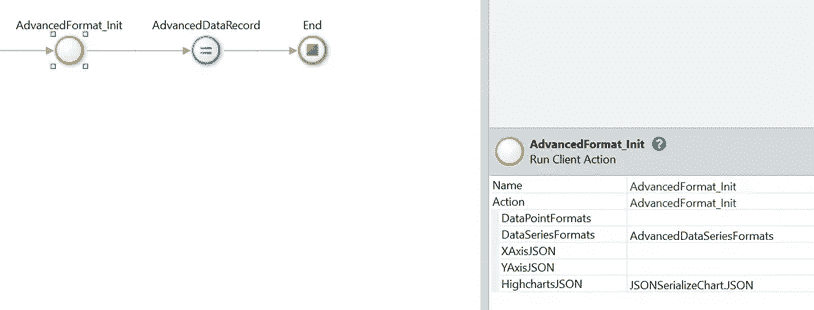 AdvancedFormat_Init AdvancedDataRecord End
AdvancedFormat_Init ?
Run Client Action
Name AdvancedFormat_Init
Action AdvancedFormat_Init
DataPointFormats
DataSeriesFormats AdvancedDataSeriesFormats
XAxisJSON
YAxisJSON
HighchartsJSON JSONSerializeChart.JSON